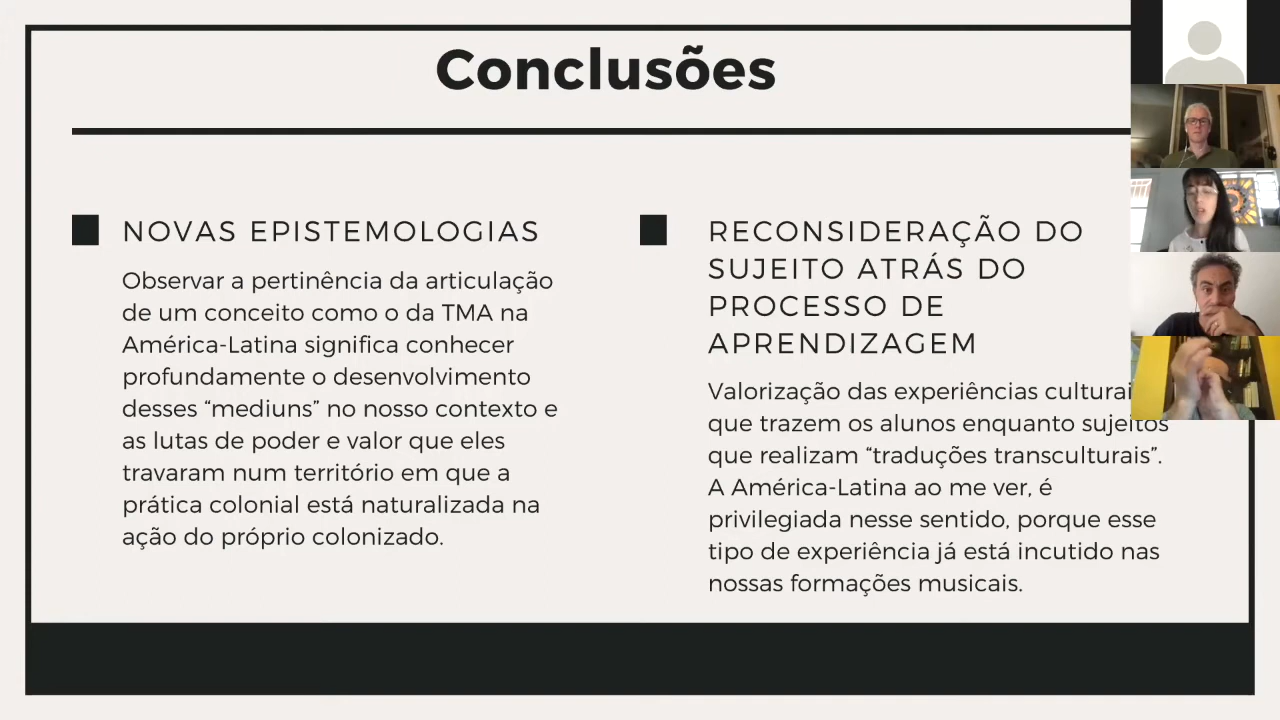 Conclusões
NOVAS EPISTEMOLOGIAS
Observar a pertinência da articulação
de um conceito como o da TMA na
América-Latina significa conhecer
profundamente o desenvolvimento
desses “mediuns” no nosso contexto e
as lutas de poder e valor que eles
travaram num território em que a
prática colonial está naturalizada na
ação do próprio colonizado.
RECONSIDERAÇÃO DO
SUJEITO ATRÁS DO
PROCESSO DE
APRENDIZAGEM
Valorização das experiências culturai
que trazem os alunos enquanto sujeitos
que realizam “traduções transculturais”.
A América-Latina ao me ver, é
privilegiada nesse sentido, porque esse
tipo de experiência já está incutido nas
nossas formações musicais.